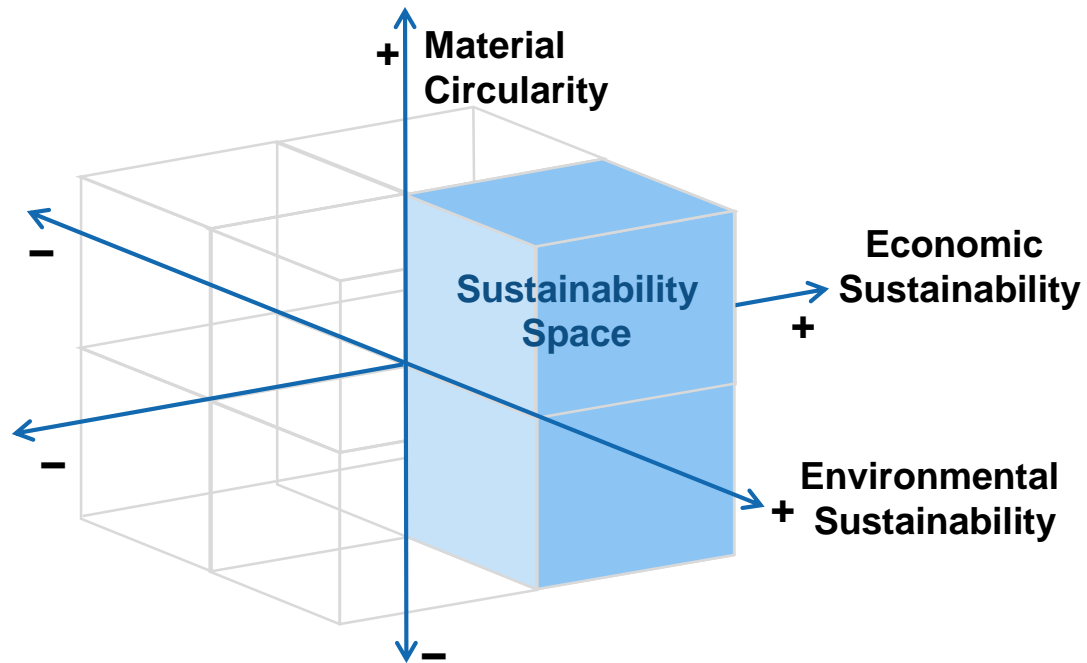 +
Material
Circularity
−
Economic
Sustainability
+
Sustainability
Space
−
Environmental
Sustainability
+
−